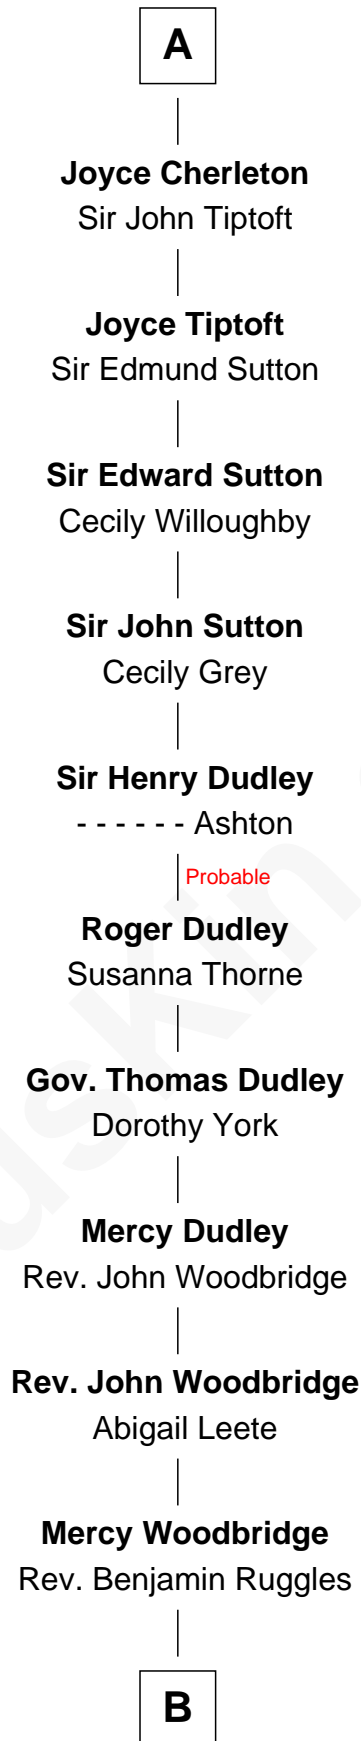 A
Joyce Cherleton
Sir John Tiptoft
Joyce Tiptoft
Sir Edmund Sutton
Sir Edward Sutton
Cecily Willoughby
Sir John Sutton
Cecily Grey
Sir Henry Dudley
- - - - - - Ashton
Probable
Roger Dudley
Susanna Thorne
Gov. Thomas Dudley
Dorothy York
Mercy Dudley
Rev. John Woodbridge
Rev. John Woodbridge
Abigail Leete
Mercy Woodbridge
Rev. Benjamin Ruggles
B